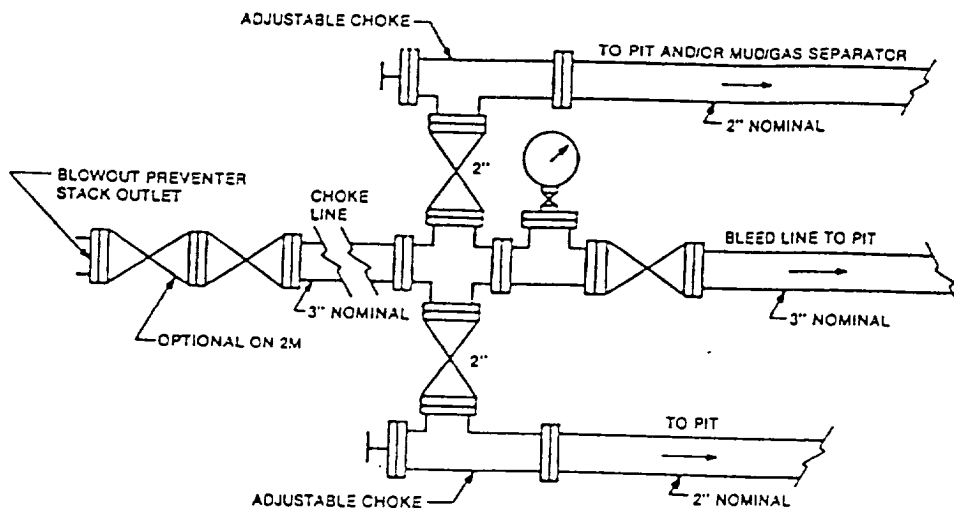 ADJUSTABLE CHOKE
TO PIT AND/CR MUD/GAS SEPARATOR
2" NOMINAL
2"
BLOWOUT PREVENTER
STACK OUTLET
CHOKE
LINE
BLEED LINE TO PIT
3" NOMINAL
3" NOMINAL
OPTIONAL ON 2M
2"
TO PIT
ADJUSTABLE CHOKE
2" NOMINAL